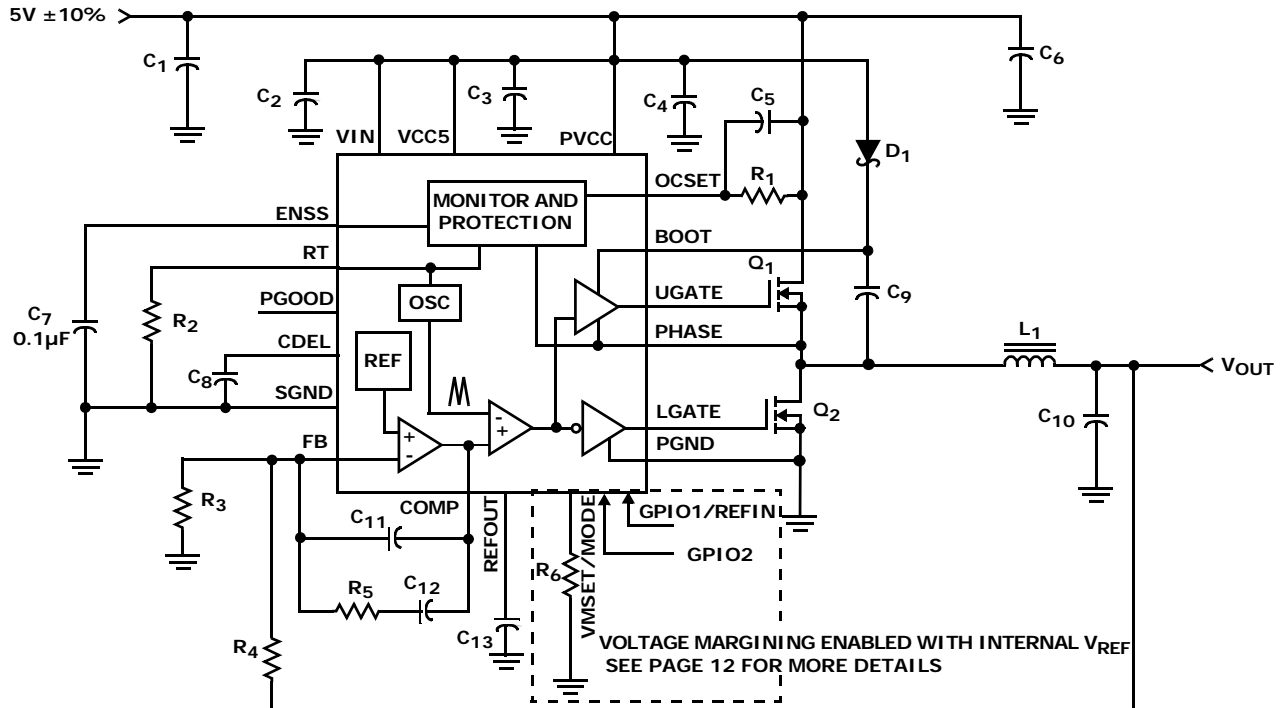 5V ±10%
C1
C6
C2
C3
C4
C5
VIN
VCC5
PVCC
D1
OCSET
R1
MONITOR AND
PROTECTION
ENSS
BOOT
RT
Q1
PGOOD
OSC
UGATE
C9
C7
0.1µF
R2
PHASE
L1
CDEL
REF
VOUT
C8
SGND
LGATE
Q2
C10
FB
+
-
-
+
PGND
R3
COMP
REFOUT
VMSET/MODE
GPIO1/REFIN
C11
GPIO2
R6
R5
C12
C13
R4
VOLTAGE MARGINING ENABLED WITH INTERNAL VREF
SEE PAGE 12 FOR MORE DETAILS